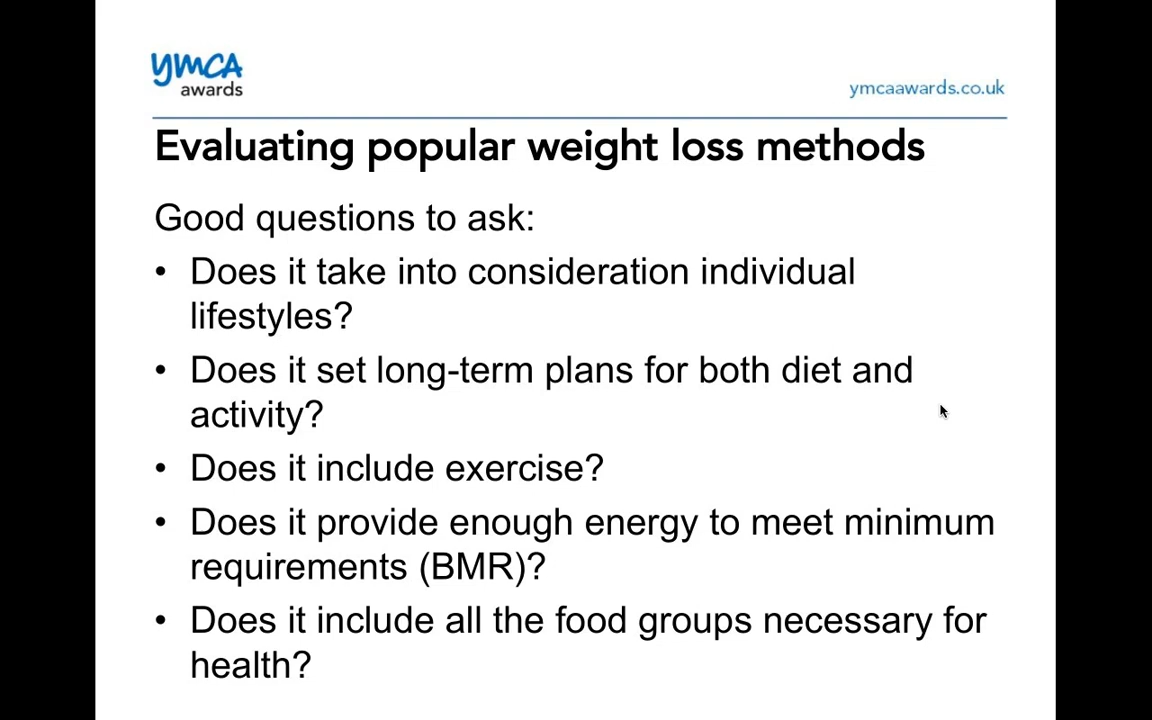 ymca
awards
ymcaawards.co.uk
Evaluating popular weight loss methods
Good questions to ask:
• Does it take into consideration individual
lifestyles?
• Does it set long-term plans for both diet and
activity?
• Does it include exercise?
• Does it provide enough energy to meet minimum
requirements (BMR)?
• Does it include all the food groups necessary for
health?